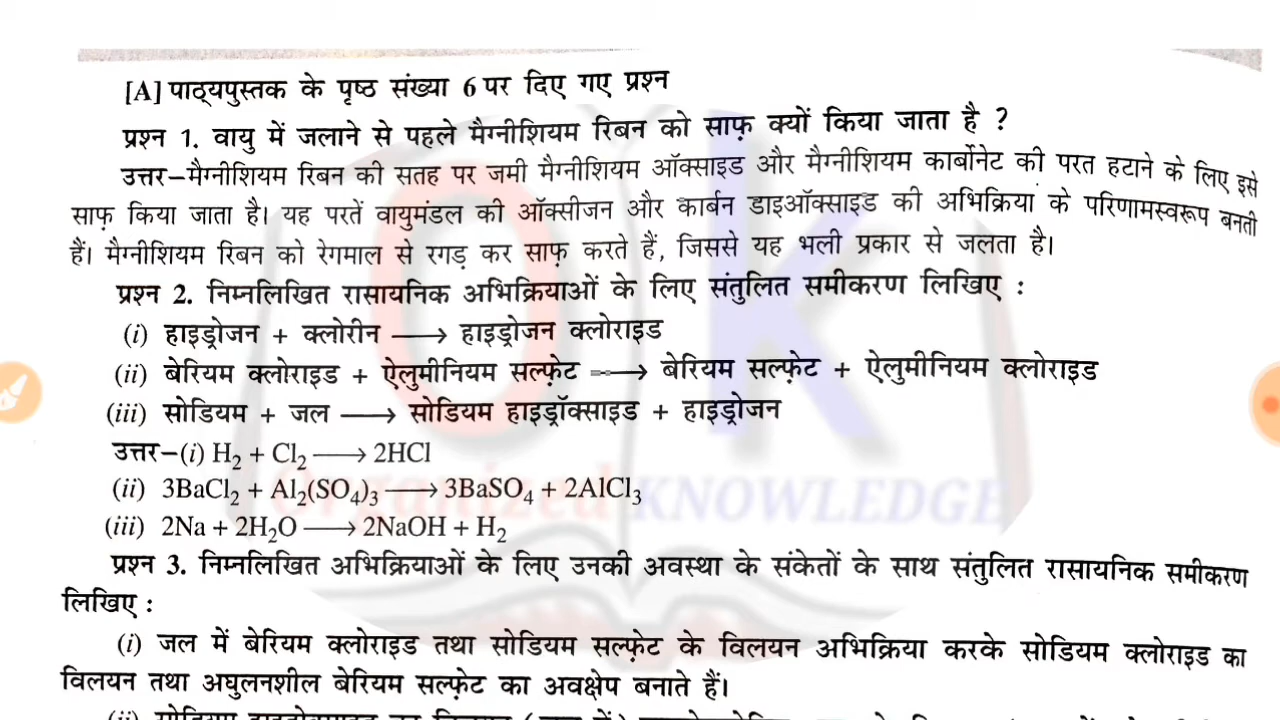 [A] पाठ्यपुस्तक के पृष्ठ संख्या 6 पर दिए गए प्रश्न
प्रश्न 1. वायु में जलाने से पहले मैग्नीशियम रिबन को साफ़ क्यों किया जाता है ?
उत्तर–मैग्नीशियम रिबन की सतह पर जमी मैग्नीशियम ऑक्साइड और मैग्नीशियम कार्बोनेट की परत हटाने के लिए इसे
साफ़ किया जाता है। यह परतें वायुमंडल की ऑक्सीजन और कार्बन डाइऑक्साइड की अभिक्रिया के परिणामस्वरूप बनती
हैं। मैग्नीशियम रिबन को रेगमाल से रगड़ कर साफ़ करते हैं, जिससे यह भली प्रकार से जलता है।
प्रश्न 2. निम्नलिखित रासायनिक अभिक्रियाओं के लिए संतुलित समीकरण लिखिए :
(i) हाइड्रोजन + क्लोरीन ⟶ हाइड्रोजन क्लोराइड
(ii) बेरियम क्लोराइड + ऐलुमीनियम सल्फ़ेट ⟶ बेरियम सल्फ़ेट + ऐलुमीनियम क्लोराइड
(iii) सोडियम + जल ⟶ सोडियम हाइड्रॉक्साइड + हाइड्रोजन
उत्तर–(i) H₂ + Cl₂ ⟶ 2HCl
(ii) 3BaCl₂ + Al₂(SO₄)₃ ⟶ 3BaSO₄ + 2AlCl₃
(iii) 2Na + 2H₂O ⟶ 2NaOH + H₂
प्रश्न 3. निम्नलिखित अभिक्रियाओं के लिए उनकी अवस्था के संकेतों के साथ संतुलित रासायनिक समीकरण
लिखिए :
(i) जल में बेरियम क्लोराइड तथा सोडियम सल्फ़ेट के विलयन अभिक्रिया करके सोडियम क्लोराइड का
विलयन तथा अघुलनशील बेरियम सल्फ़ेट का अवक्षेप बनाते हैं।
OK
Organized KNOWLEDGE